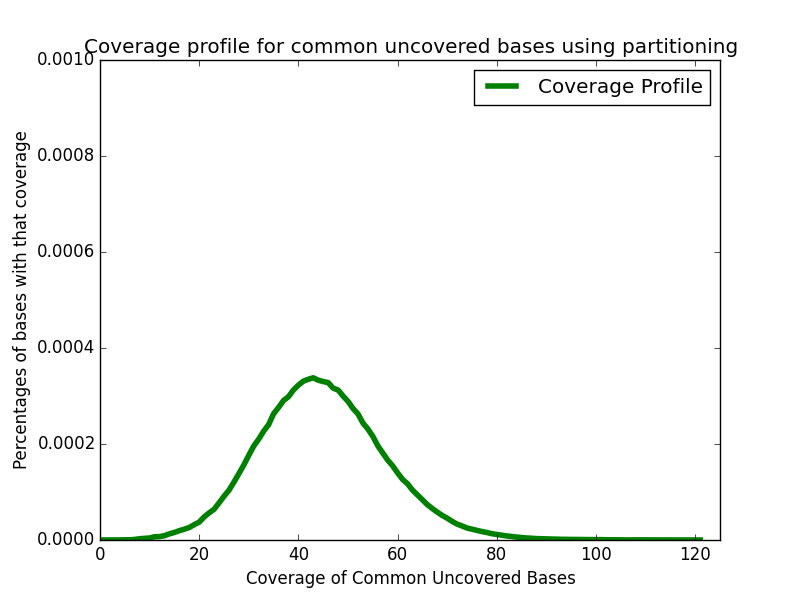 Coverage profile for common uncovered bases using partitioning
Coverage Profile
Percentages of bases with that coverage
0.0010
0.0008
0.0006
0.0004
0.0002
0.0000
0 20 40 60 80 100 120
Coverage of Common Uncovered Bases